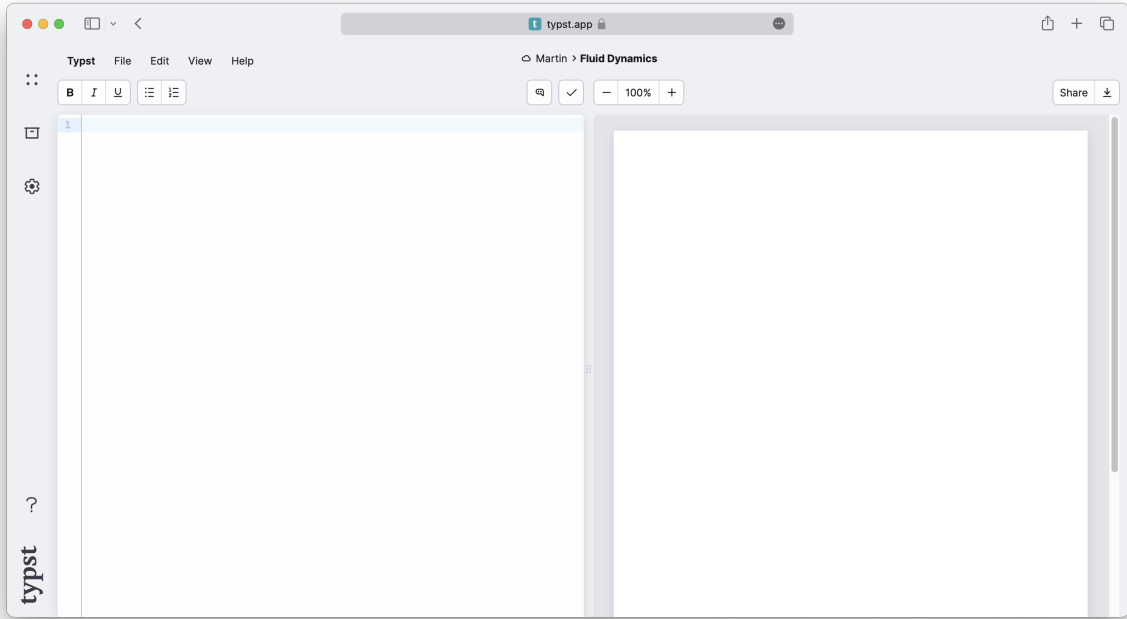 typst.app
Typst File Edit View Help
Martin > Fluid Dynamics
B I U
100%
Share
1
?
typst